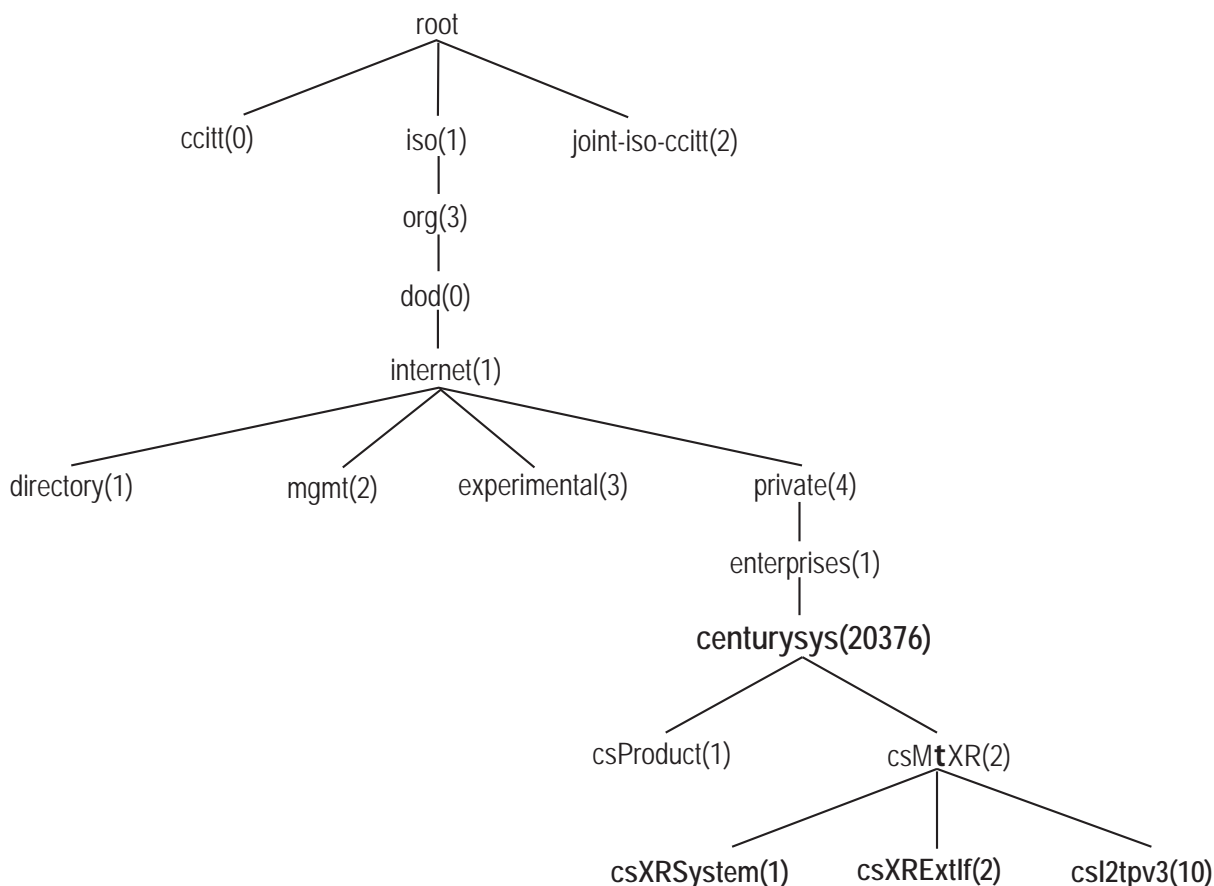 root
ccitt(0) iso(1) joint-iso-ccitt(2)
org(3)
dod(0)
internet(1)
directory(1) mgmt(2) experimental(3) private(4)
enterprises(1)
centurysys(20376)
csProduct(1) csMtXR(2)
csXRSystem(1) csXRExtIf(2) csl2tpv3(10)